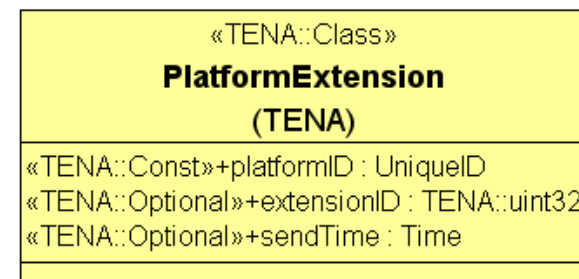 «TENA::Class»
PlatformExtension
(TENA)
«TENA::Const»+platformID : UniqueID
«TENA::Optional»+extensionID : TENA::uint32
«TENA::Optional»+sendTime : Time